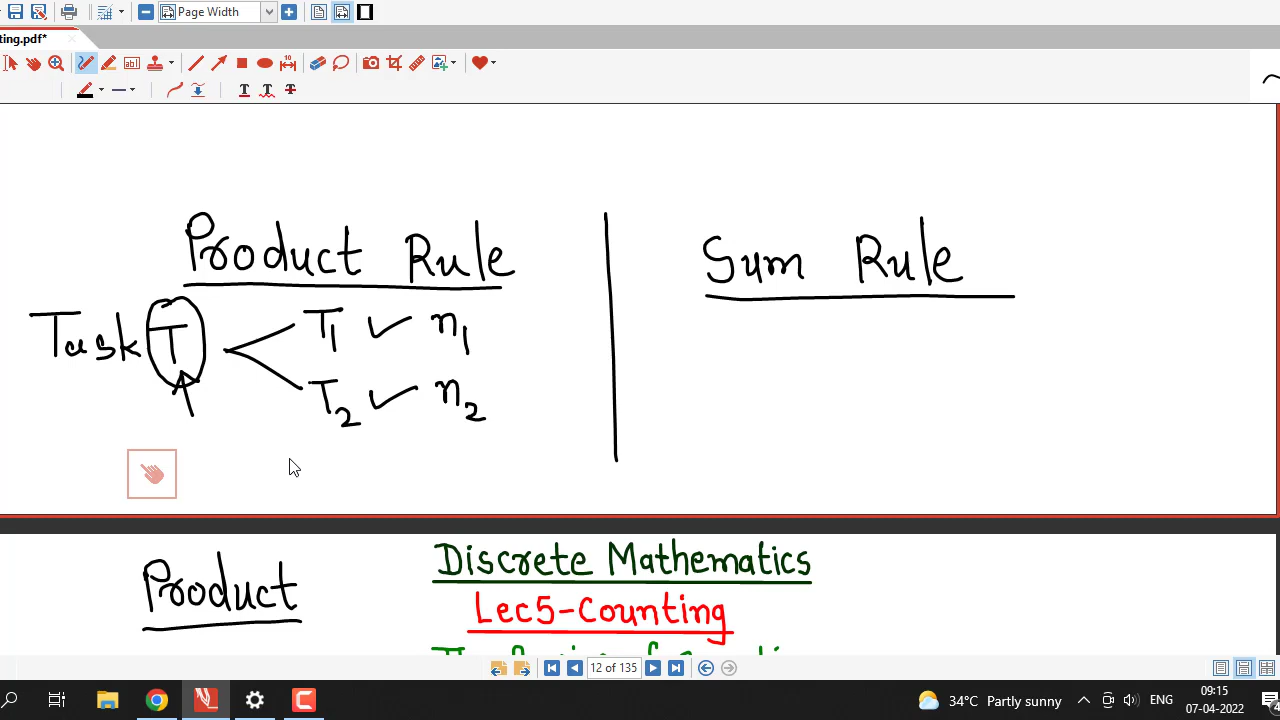 Page Width
ting.pdf*
10
Product Rule
Sum Rule
Task T
T1 ✓ n1
T2 ✓ n2
Product
Discrete Mathematics
Lec5-Counting
12 of 135
34°C Partly sunny
ENG
09:15
07-04-2022